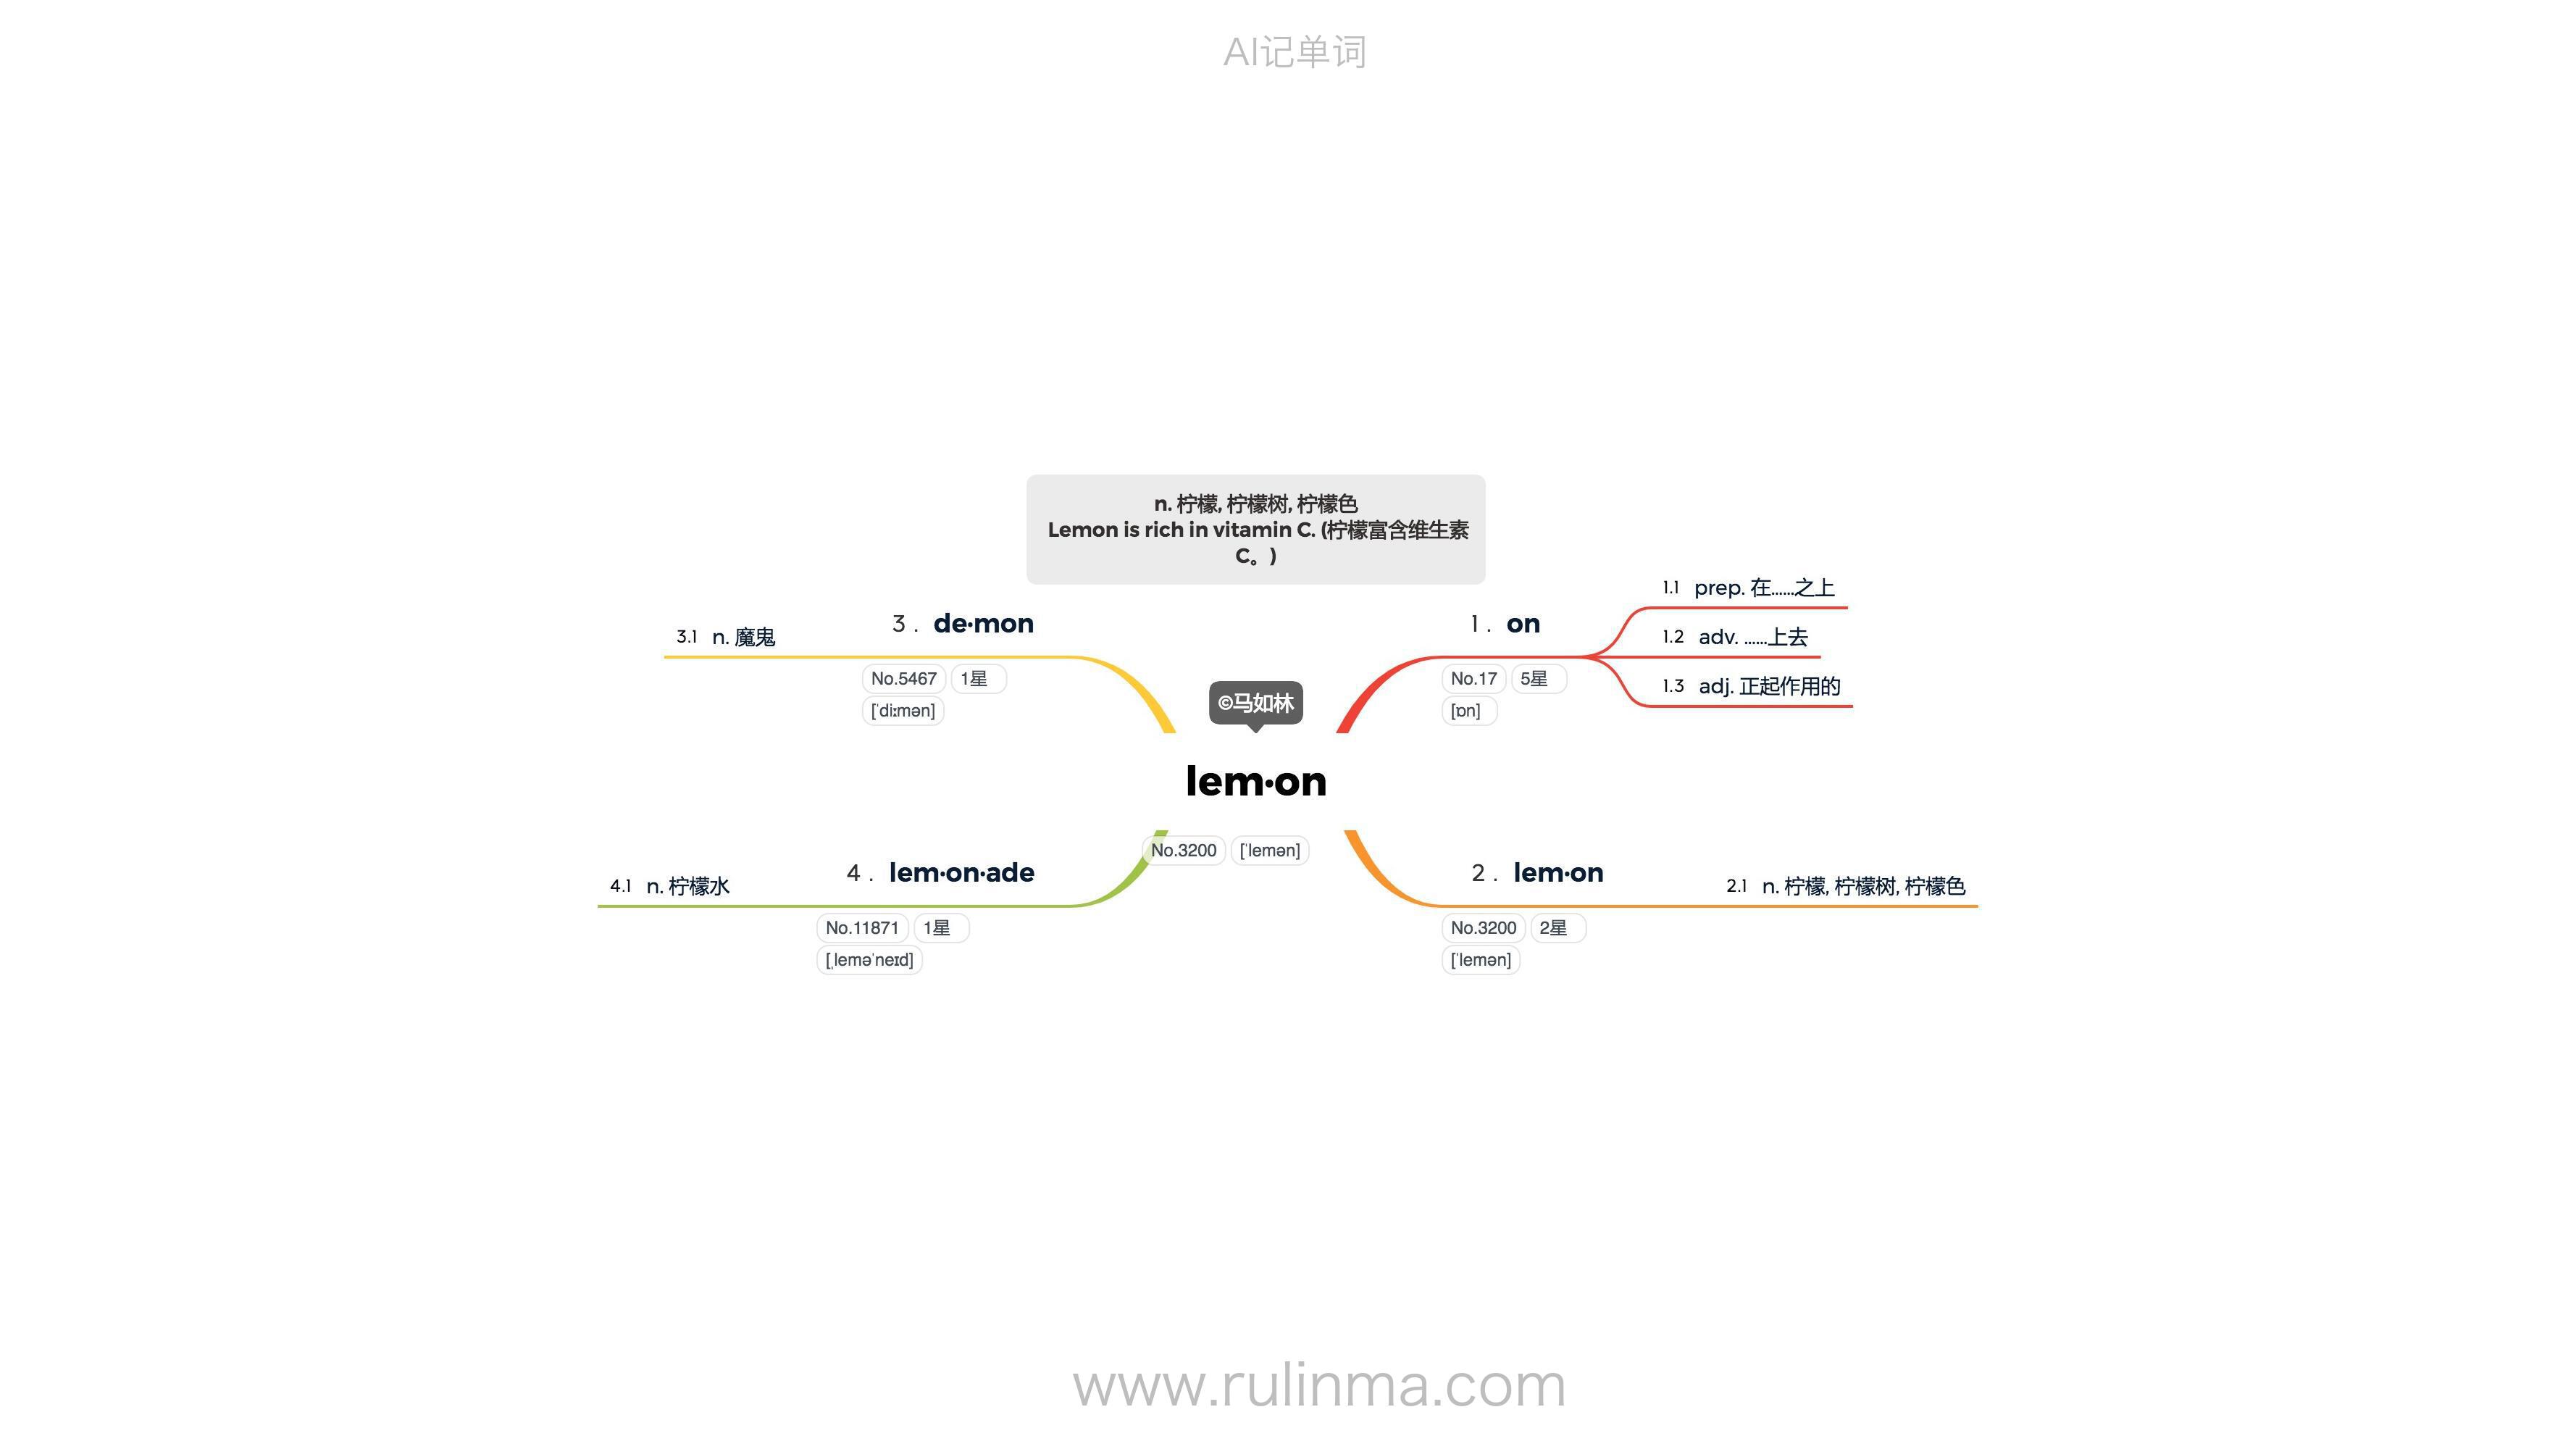 AI记单词
n. 柠檬, 柠檬树, 柠檬色
Lemon is rich in vitamin C. (柠檬富含维生素
C。)
©马如林
lem·on
No.3200 [ˈlemən]
1 . on
No.17 5星
[ɒn]
1.1 prep. 在……之上
1.2 adv. ……上去
1.3 adj. 正起作用的
2 . lem·on
No.3200 2星
[ˈlemən]
2.1 n. 柠檬, 柠檬树, 柠檬色
3 . de·mon
No.5467 1星
[ˈdiːmən]
3.1 n. 魔鬼
4 . lem·on·ade
No.11871 1星
[ˌleməˈneɪd]
4.1 n. 柠檬水
www.rulinma.com